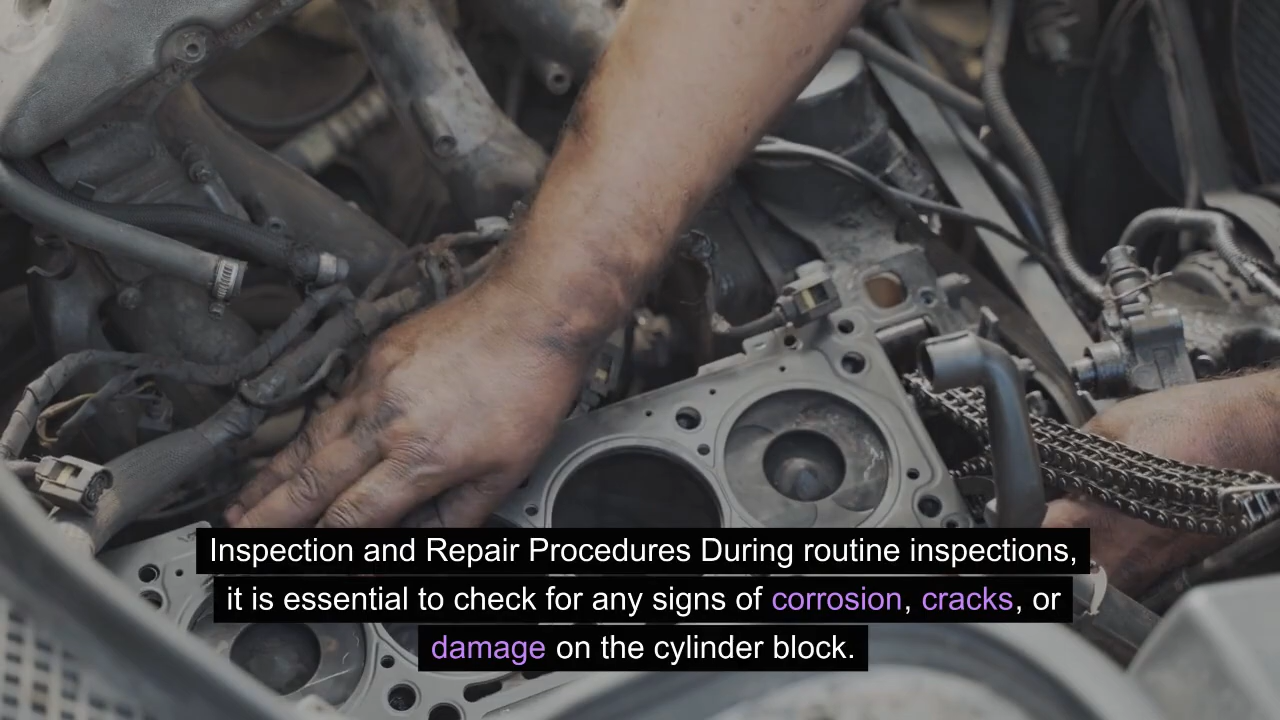 Inspection and Repair Procedures During routine inspections,
it is essential to check for any signs of corrosion, cracks, or
damage on the cylinder block.